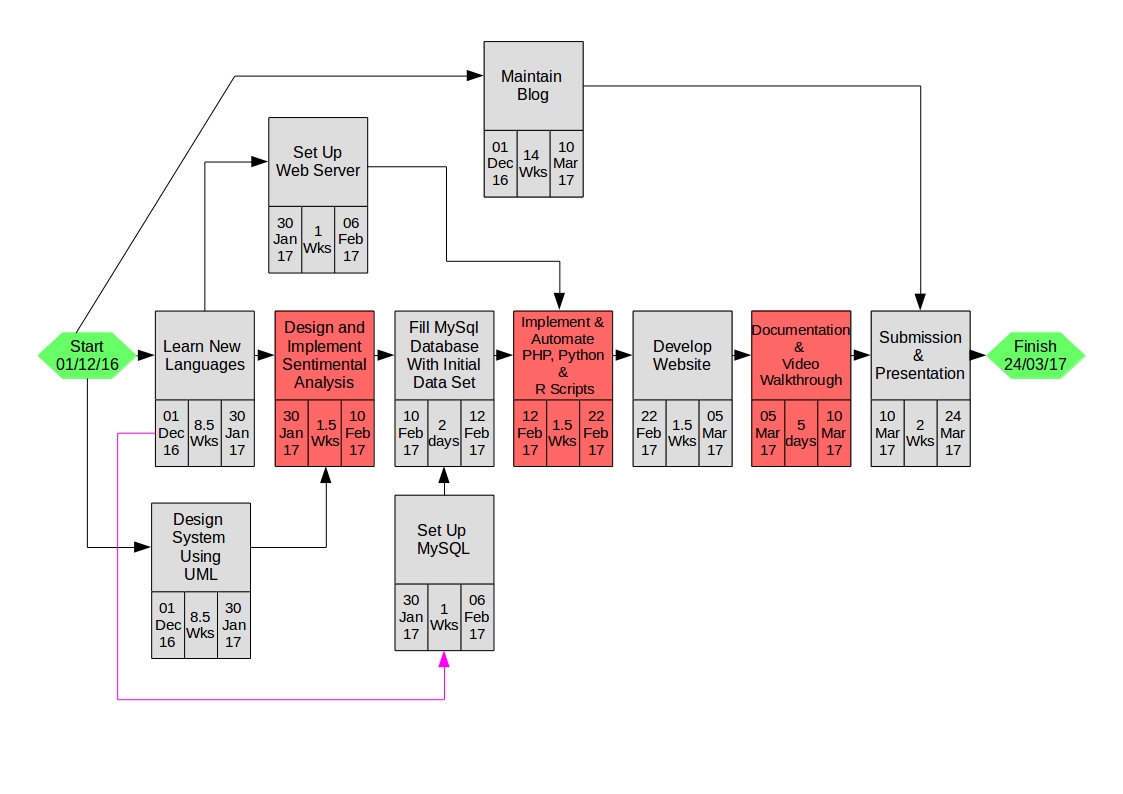 Maintain
Blog
01
Dec
16
14
Wks
10
Mar
17
Set Up
Web Server
30
Jan
17
1
Wks
06
Feb
17
Start
01/12/16
Learn New
Languages
01
Dec
16
8.5
Wks
30
Jan
17
Design and
Implement
Sentimental
Analysis
30
Jan
17
1.5
Wks
10
Feb
17
Fill MySql
Database
With Initial
Data Set
10
Feb
17
2
days
12
Feb
17
Implement &
Automate
PHP, Python
&
R Scripts
12
Feb
17
1.5
Wks
22
Feb
17
Develop
Website
22
Feb
17
1.5
Wks
05
Mar
17
Documentation
&
Video
Walkthrough
05
Mar
17
5
days
10
Mar
17
Submission
&
Presentation
10
Mar
17
2
Wks
24
Mar
17
Finish
24/03/17
Design
System
Using
UML
01
Dec
16
8.5
Wks
30
Jan
17
Set Up
MySQL
30
Jan
17
1
Wks
06
Feb
17